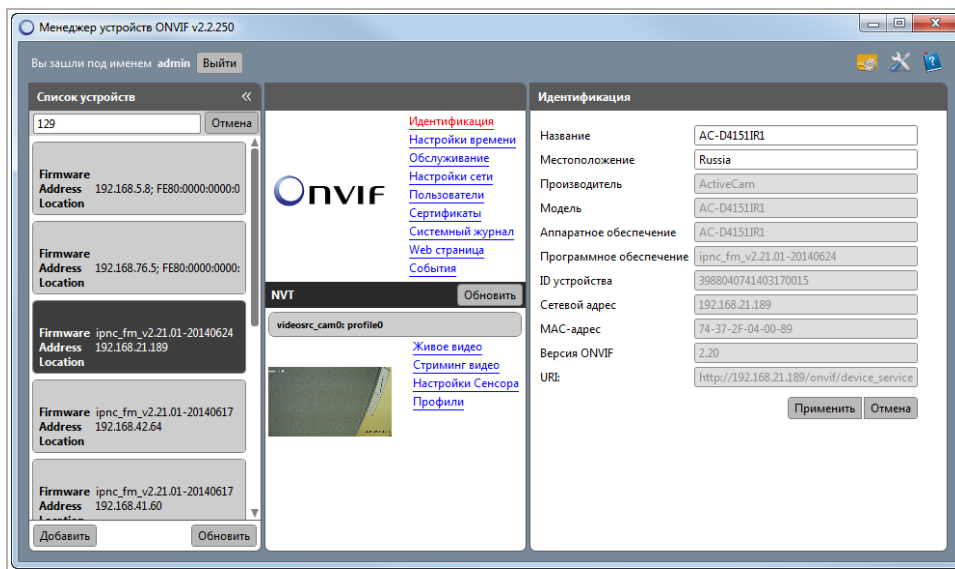 Менеджер устройств ONVIF v2.2.250
Вы зашли под именем admin Выйти
Список устройств
129 Отмена
Firmware
Address 192.168.5.8; FE80:0000:0000:0
Location
Firmware
Address 192.168.76.5; FE80:0000:0000:
Location
Firmware ipnc_fm_v2.21.01-20140624
Address 192.168.21.189
Location
Firmware ipnc_fm_v2.21.01-20140617
Address 192.168.42.64
Location
Firmware ipnc_fm_v2.21.01-20140617
Address 192.168.41.60
Location
Добавить Обновить
ONVIF
Идентификация
Настройки времени
Обслуживание
Настройки сети
Пользователи
Сертификаты
Системный журнал
Web страница
События
NVT Обновить
videosrc_cam0: profile0
Живое видео
Стриминг видео
Настройки Сенсора
Профили
Идентификация
Название AC-D4151IR1
Местоположение Russia
Производитель ActiveCam
Модель AC-D4151IR1
Аппаратное обеспечение AC-D4151IR1
Программное обеспечение ipnc_fm_v2.21.01-20140624
ID устройства 3988040741403170015
Сетевой адрес 192.168.21.189
MAC-адрес 74-37-2F-04-00-89
Версия ONVIF 2.20
URI: http://192.168.21.189/onvif/device_service
Применить Отмена